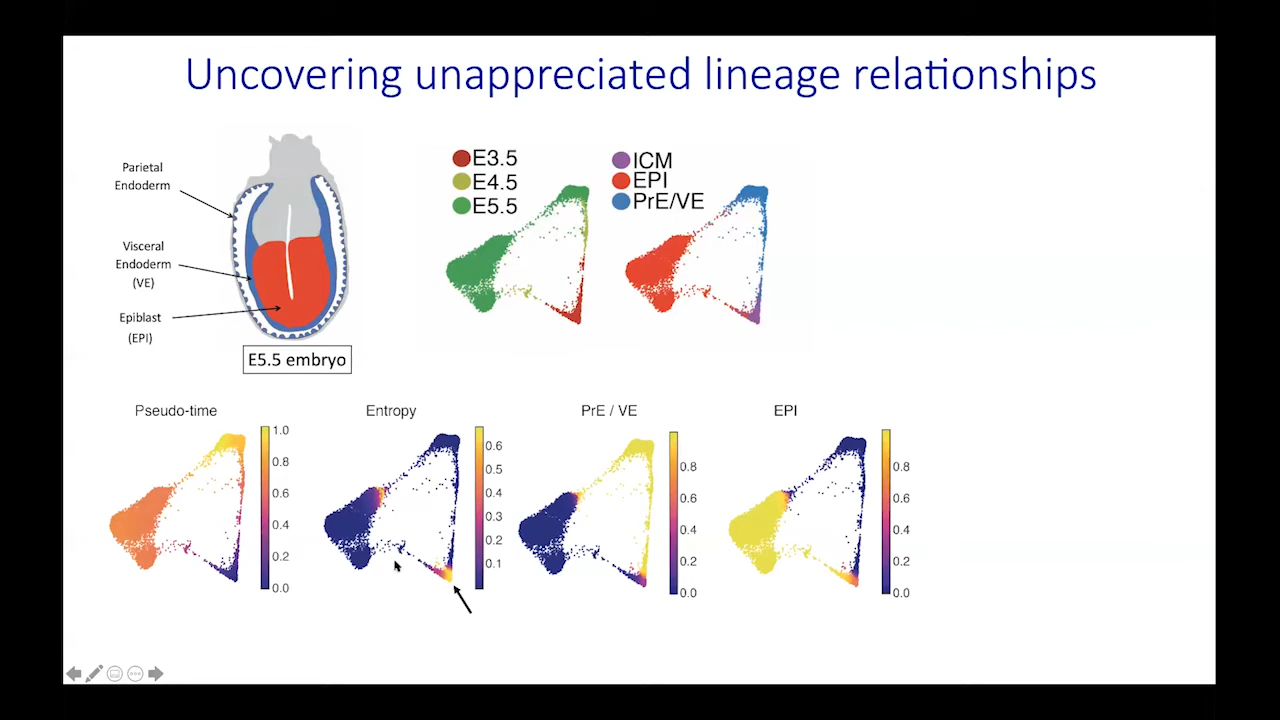 Uncovering unappreciated lineage relationships
Parietal
Endoderm
Visceral
Endoderm
(VE)
Epiblast
(EPI)
E5.5 embryo
E3.5
E4.5
E5.5
ICM
EPI
PrE/VE
Pseudo-time
1.0
0.8
0.6
0.4
0.2
0.0
Entropy
0.6
0.5
0.4
0.3
0.2
0.1
PrE / VE
0.8
0.6
0.4
0.2
0.0
EPI
0.8
0.6
0.4
0.2
0.0